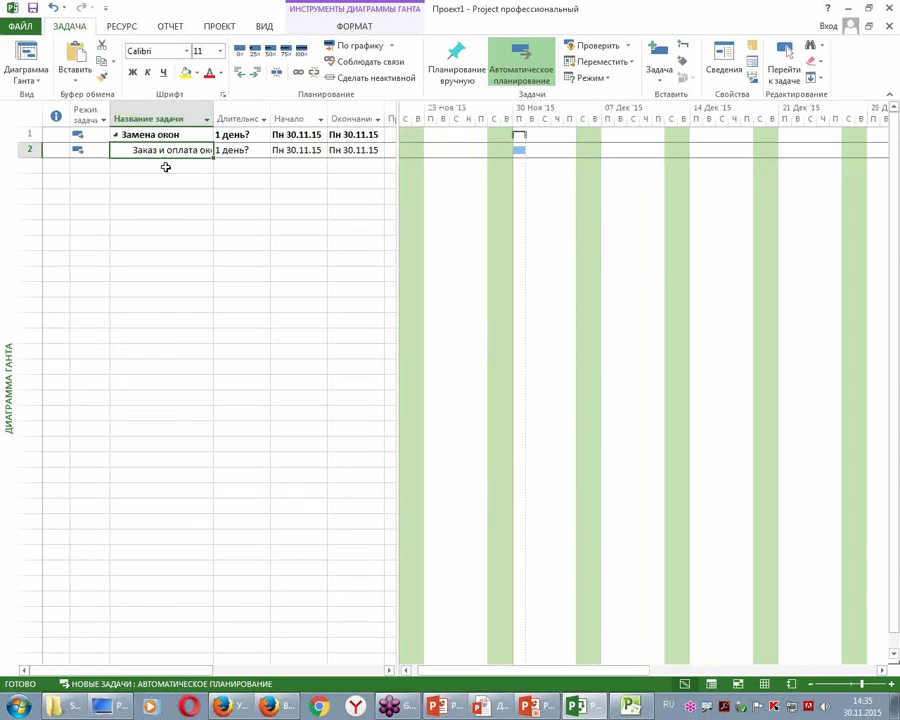 ИНСТРУМЕНТЫ ДИАГРАММЫ ГАНТА
Проект1 - Project профессиональный
ФАЙЛ
ЗАДАЧА
РЕСУРС
ОТЧЕТ
ПРОЕКТ
ВИД
ФОРМАТ
Вход
Диаграмма Ганта
Вид
Вставить
Буфер обмена
Calibri
11
Ж К Ч
Шрифт
По графику
Соблюдать связи
Сделать неактивной
Планирование
Планирование вручную
Автоматическое планирование
Проверить
Переместить
Режим
Задачи
Задача
Вставить
Сведения
Свойства
Перейти к задаче
Редактирование
Режим задачи
Название задачи
Длительнс
Начало
Окончани
23 Ноя '15
30 Ноя '15
07 Дек '15
14 Дек '15
21 Дек '15
28 Д
С В П В С Ч П С В П В С Ч П С В П В С Ч П С В П В С Ч П С В П В С Ч П С В П
1 Замена окон 1 день? Пн 30.11.15 Пн 30.11.15
2 Заказ и оплата ок 1 день? Пн 30.11.15 Пн 30.11.15
ДИАГРАММА ГАНТА
ГОТОВО
НОВЫЕ ЗАДАЧИ : АВТОМАТИЧЕСКОЕ ПЛАНИРОВАНИЕ
RU
14:35
30.11.2015